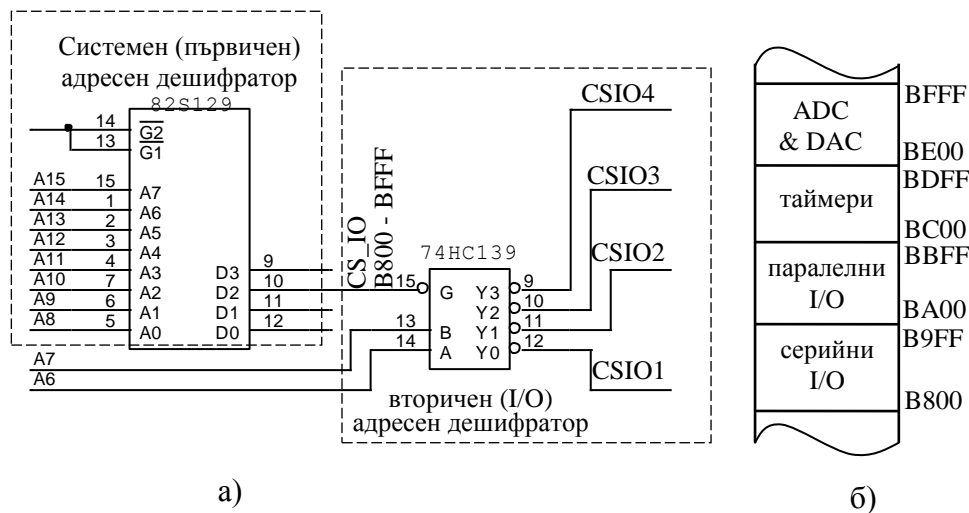 Системен (първичен)
адресен дешифратор
82S129
14
G2
13
G1
A15
15
A7
A14
1
A6
A13
2
A5
A12
3
A4
A11
4
A3
A10
7
A2
A9
6
A1
A8
5
A0
D3
9
D2
10
D1
11
D0
12
A7
A6
CS_IO
B800 - BFFF
74HC139
15
G
13
B
14
A
Y3
9
Y2
10
Y1
11
Y0
12
CSIO4
CSIO3
CSIO2
CSIO1
вторичен (I/O)
адресен дешифратор
а)
BFFF
ADC
& DAC
BE00
BDFF
таймери
BC00
BBFF
паралелни
I/O
BA00
B9FF
серийни
I/O
B800
б)